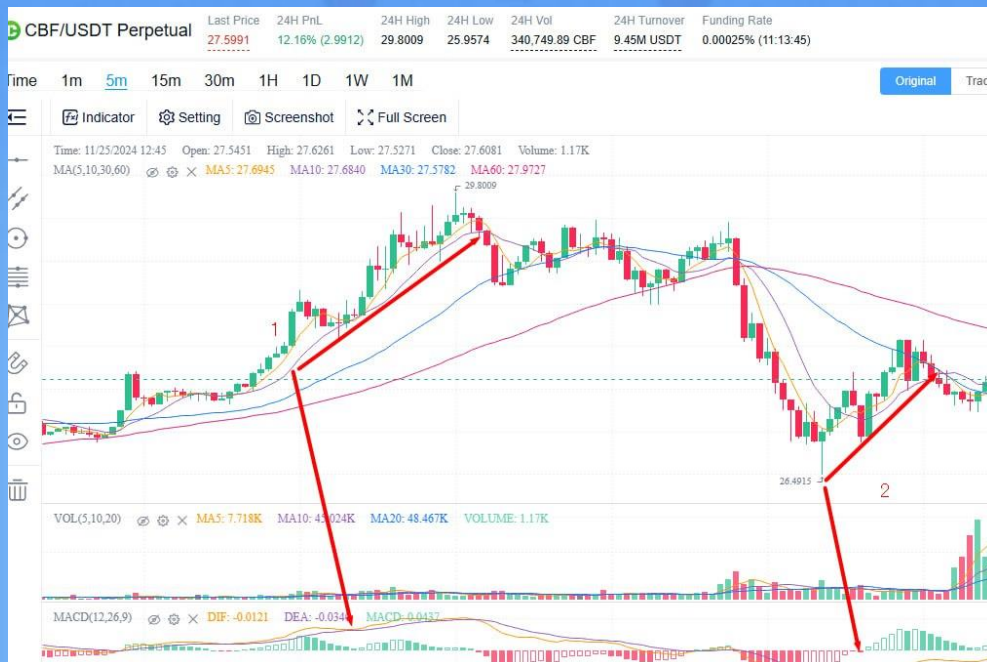 CBF/USDT Perpetual
Last Price 24H PnL 24H High 24H Low 24H Vol 24H Turnover Funding Rate
27.5991 12.16% (2.9912) 29.8009 25.9574 340,749.89 CBF 9.45M USDT 0.00025% (11:13:45)
Time 1m 5m 15m 30m 1H 1D 1W 1M Original
Indicator Setting Screenshot Full Screen
Time: 11/25/2024 12:45 Open: 27.5451 High: 27.6261 Low: 27.5271 Close: 27.6081 Volume: 1.17K
MA(5,10,30,60) MA5: 27.6945 MA10: 27.6840 MA30: 27.5782 MA60: 27.9727
29.8009
1
26.4915
2
VOL(5,10,20) MA5: 7.718K MA10: 45.024K MA20: 48.467K VOLUME: 1.17K
MACD(12,26,9) DIF: -0.0121 DEA: -0.034 MACD: 0.0437